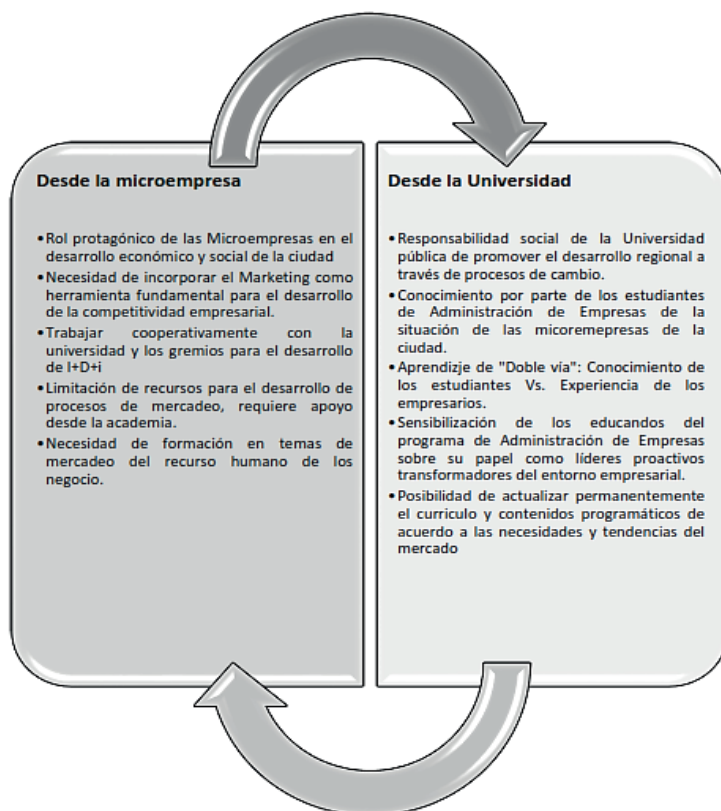 Desde la microempresa
•Rol protagónico de las Microempresas en el
desarrollo económico y social de la ciudad
•Necesidad de incorporar el Marketing como
herramienta fundamental para el desarrollo
de la competitividad empresarial.
•Trabajar cooperativamente con la
universidad y los gremios para el desarrollo
de I+D+i
•Limitación de recursos para el desarrollo de
procesos de mercadeo, requiere apoyo
desde la academia.
•Necesidad de formación en temas de
mercadeo del recurso humano de los
negocio.
Desde la Universidad
•Responsabilidad social de la Universidad
pública de promover el desarrollo regional a
través de procesos de cambio.
•Conocimiento por parte de los estudiantes
de Administración de Empresas de la
situación de las micoremepresas de la
ciudad.
•Aprendizje de "Doble vía": Conocimiento de
los estudiantes Vs. Experiencia de los
empresarios.
•Sensibilización de los educandos del
programa de Administración de Empresas
sobre su papel como líderes proactivos
transformadores del entorno empresarial.
•Posibilidad de actualizar permanentemente
el curriculo y contenidos programáticos de
acuerdo a las necesidades y tendencias del
mercado